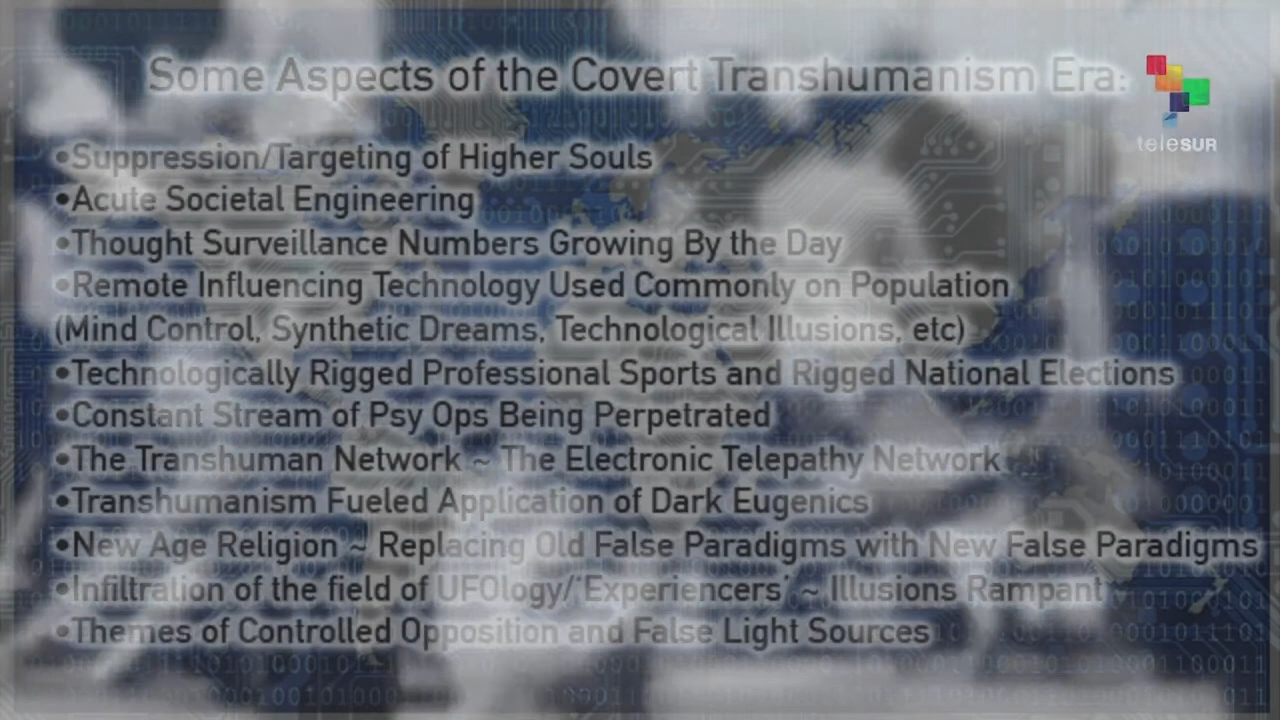 Some Aspects of the Covert Transhumanism Era:
teleSUR
•Suppression/Targeting of Higher Souls
•Acute Societal Engineering
•Thought Surveillance Numbers Growing By the Day
•Remote Influencing Technology Used Commonly on Population
(Mind Control, Synthetic Dreams, Technological Illusions, etc)
•Technologically Rigged Professional Sports and Rigged National Elections
•Constant Stream of Psy Ops Being Perpetrated
•The Transhuman Network ~ The Electronic Telepathy Network
•Transhumanism Fueled Application of Dark Eugenics
•New Age Religion ~ Replacing Old False Paradigms with New False Paradigms
•Infiltration of the field of UFOlogy/'Experiencers' ~ Illusions Rampant
•Themes of Controlled Opposition and False Light Sources